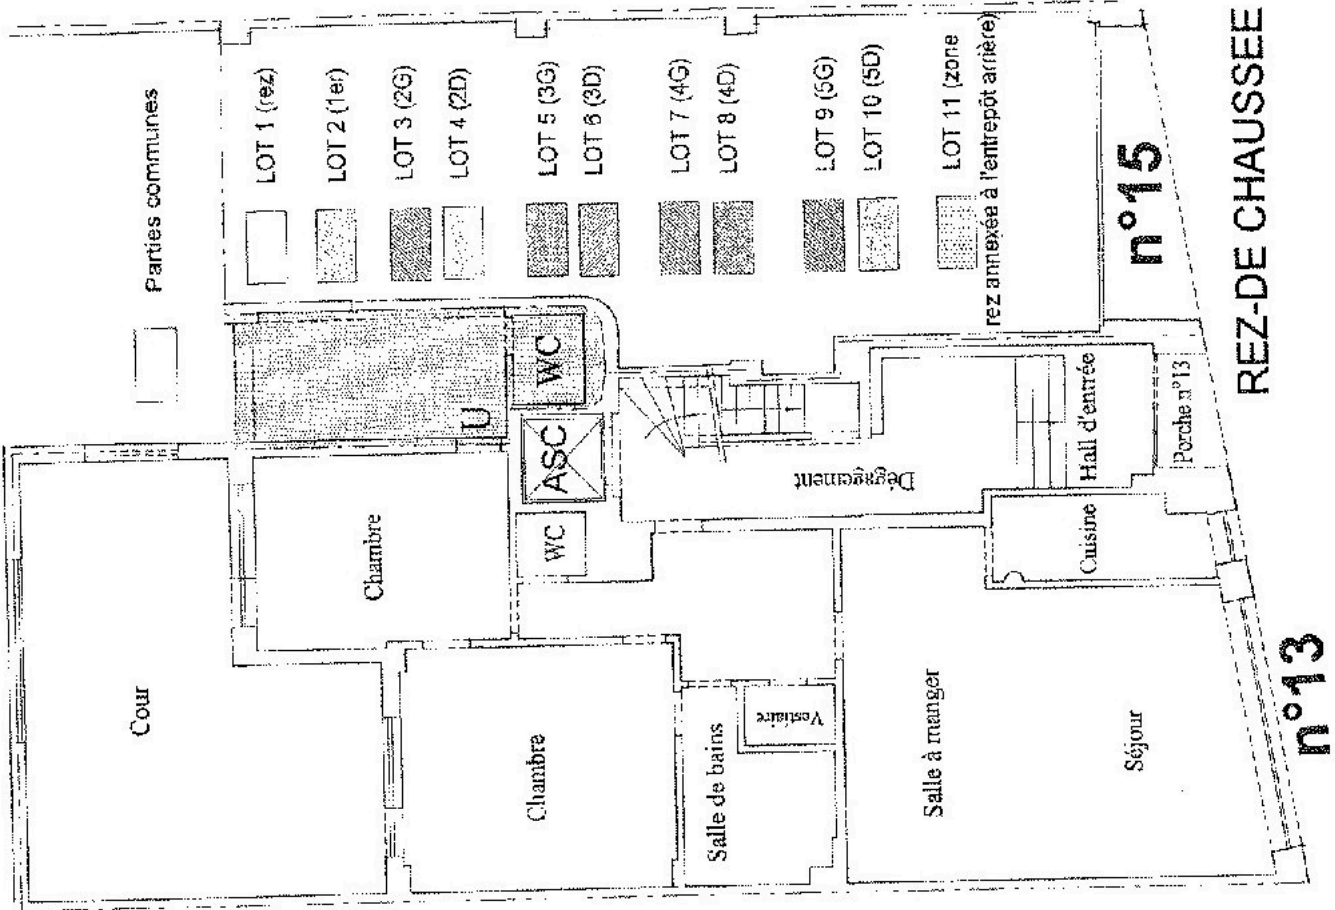 Parties communes
LOT 1 (rez)
LOT 2 (1er)
LOT 3 (2G)
LOT 4 (2D)
LOT 5 (3G)
LOT 6 (3D)
LOT 7 (4G)
LOT 8 (4D)
LOT 9 (5G)
LOT 10 (5D)
LOT 11 (zone
rez annexée à l'entrepôt arrière)
Cour
Chambre
U
WC
ASC
WC
Chambre
Salle de bains
Vestiaire
Dégagement
Hall d'entrée
Porche n°13
Cuisine
Salle à manger
Séjour
n°13
n°15
REZ-DE CHAUSSEE